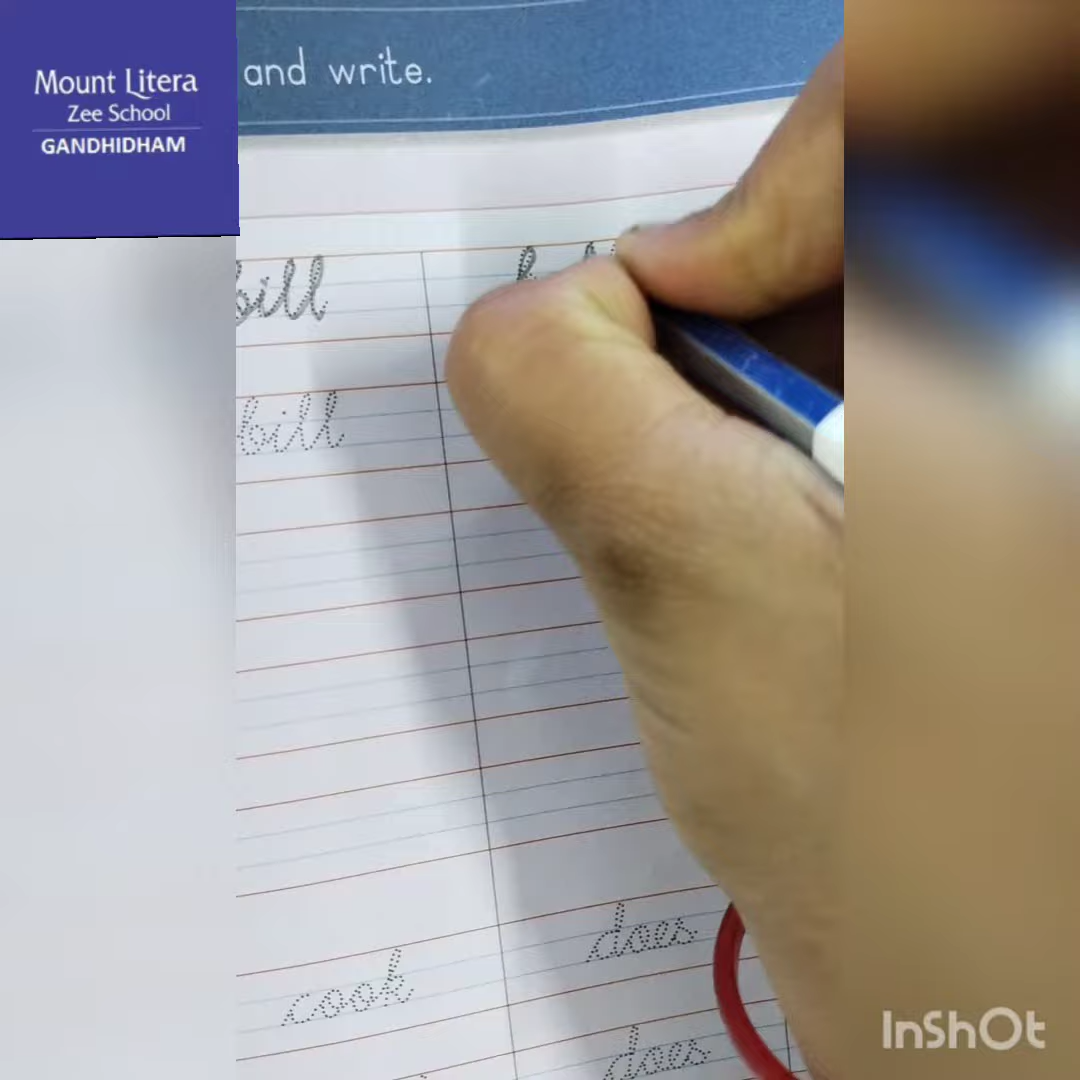 Mount Litera
Zee School
GANDHIDHAM
and write.
bill
bill
does
cook
does
InShOt